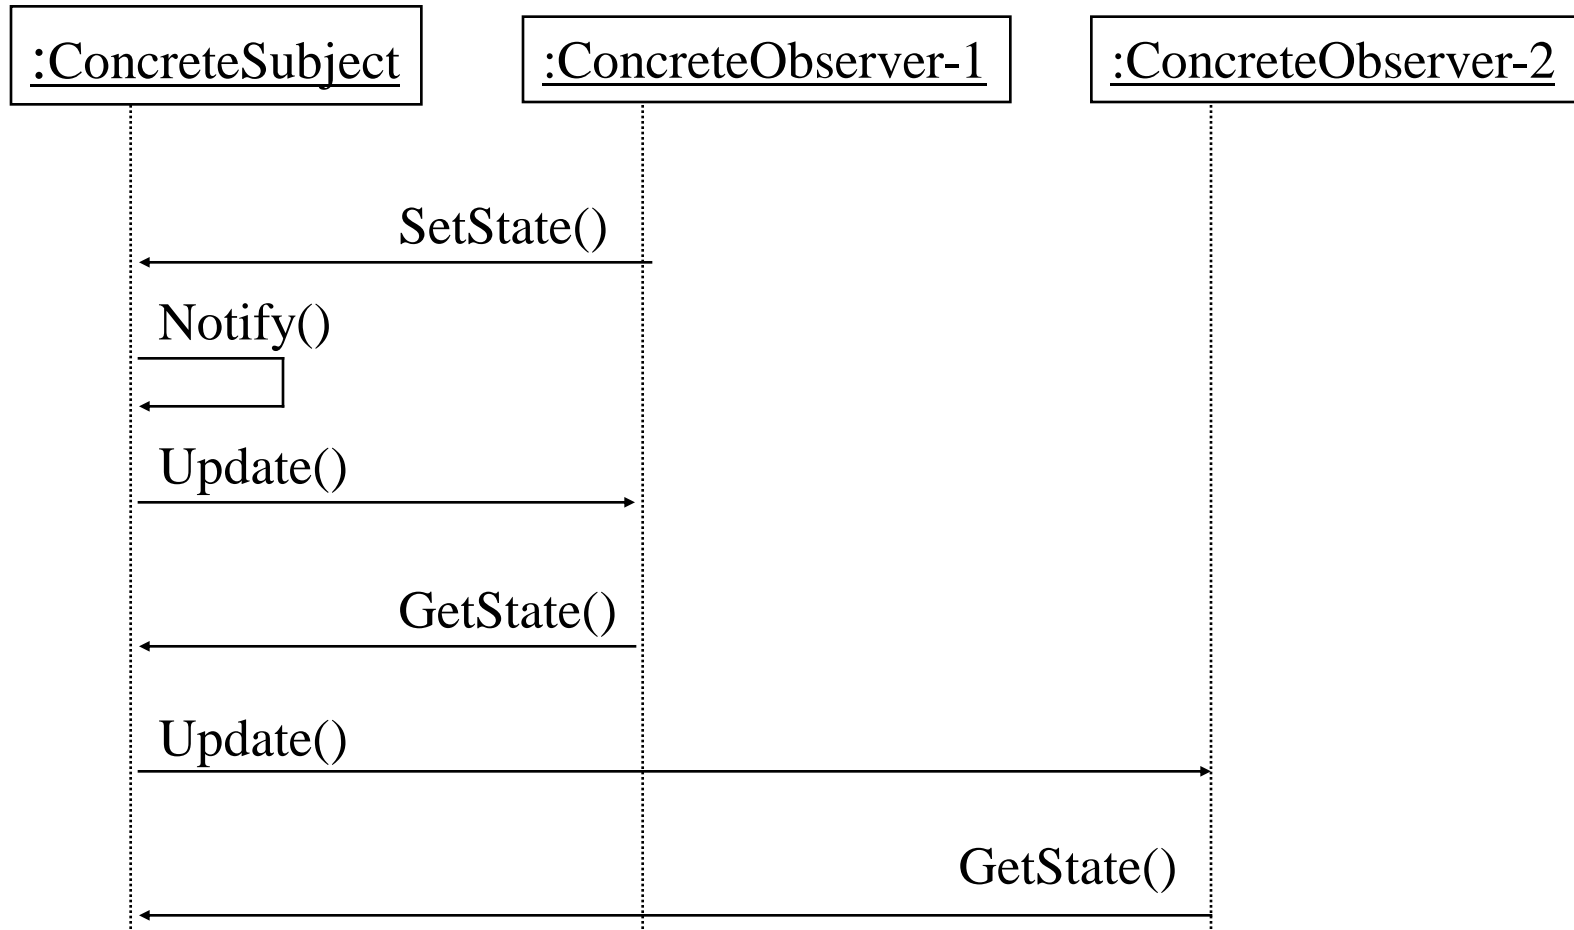 :ConcreteSubject
:ConcreteObserver-1
:ConcreteObserver-2
SetState()
Notify()
Update()
GetState()
Update()
GetState()